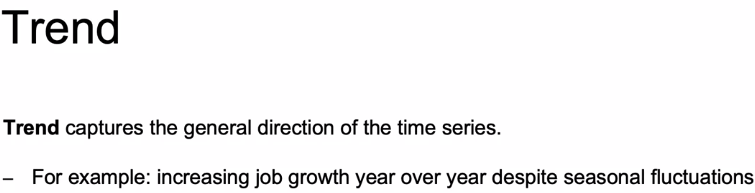 Trend
Trend captures the general direction of the time series.
– For example: increasing job growth year over year despite seasonal fluctuations